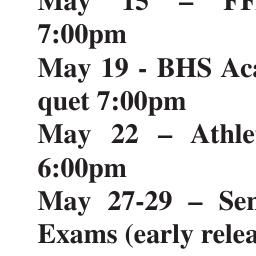 May 15 –
7:00pm
May 19 - BHS
quet 7:00pm
May 22 –
6:00pm
May 27-29 –
Exams (early